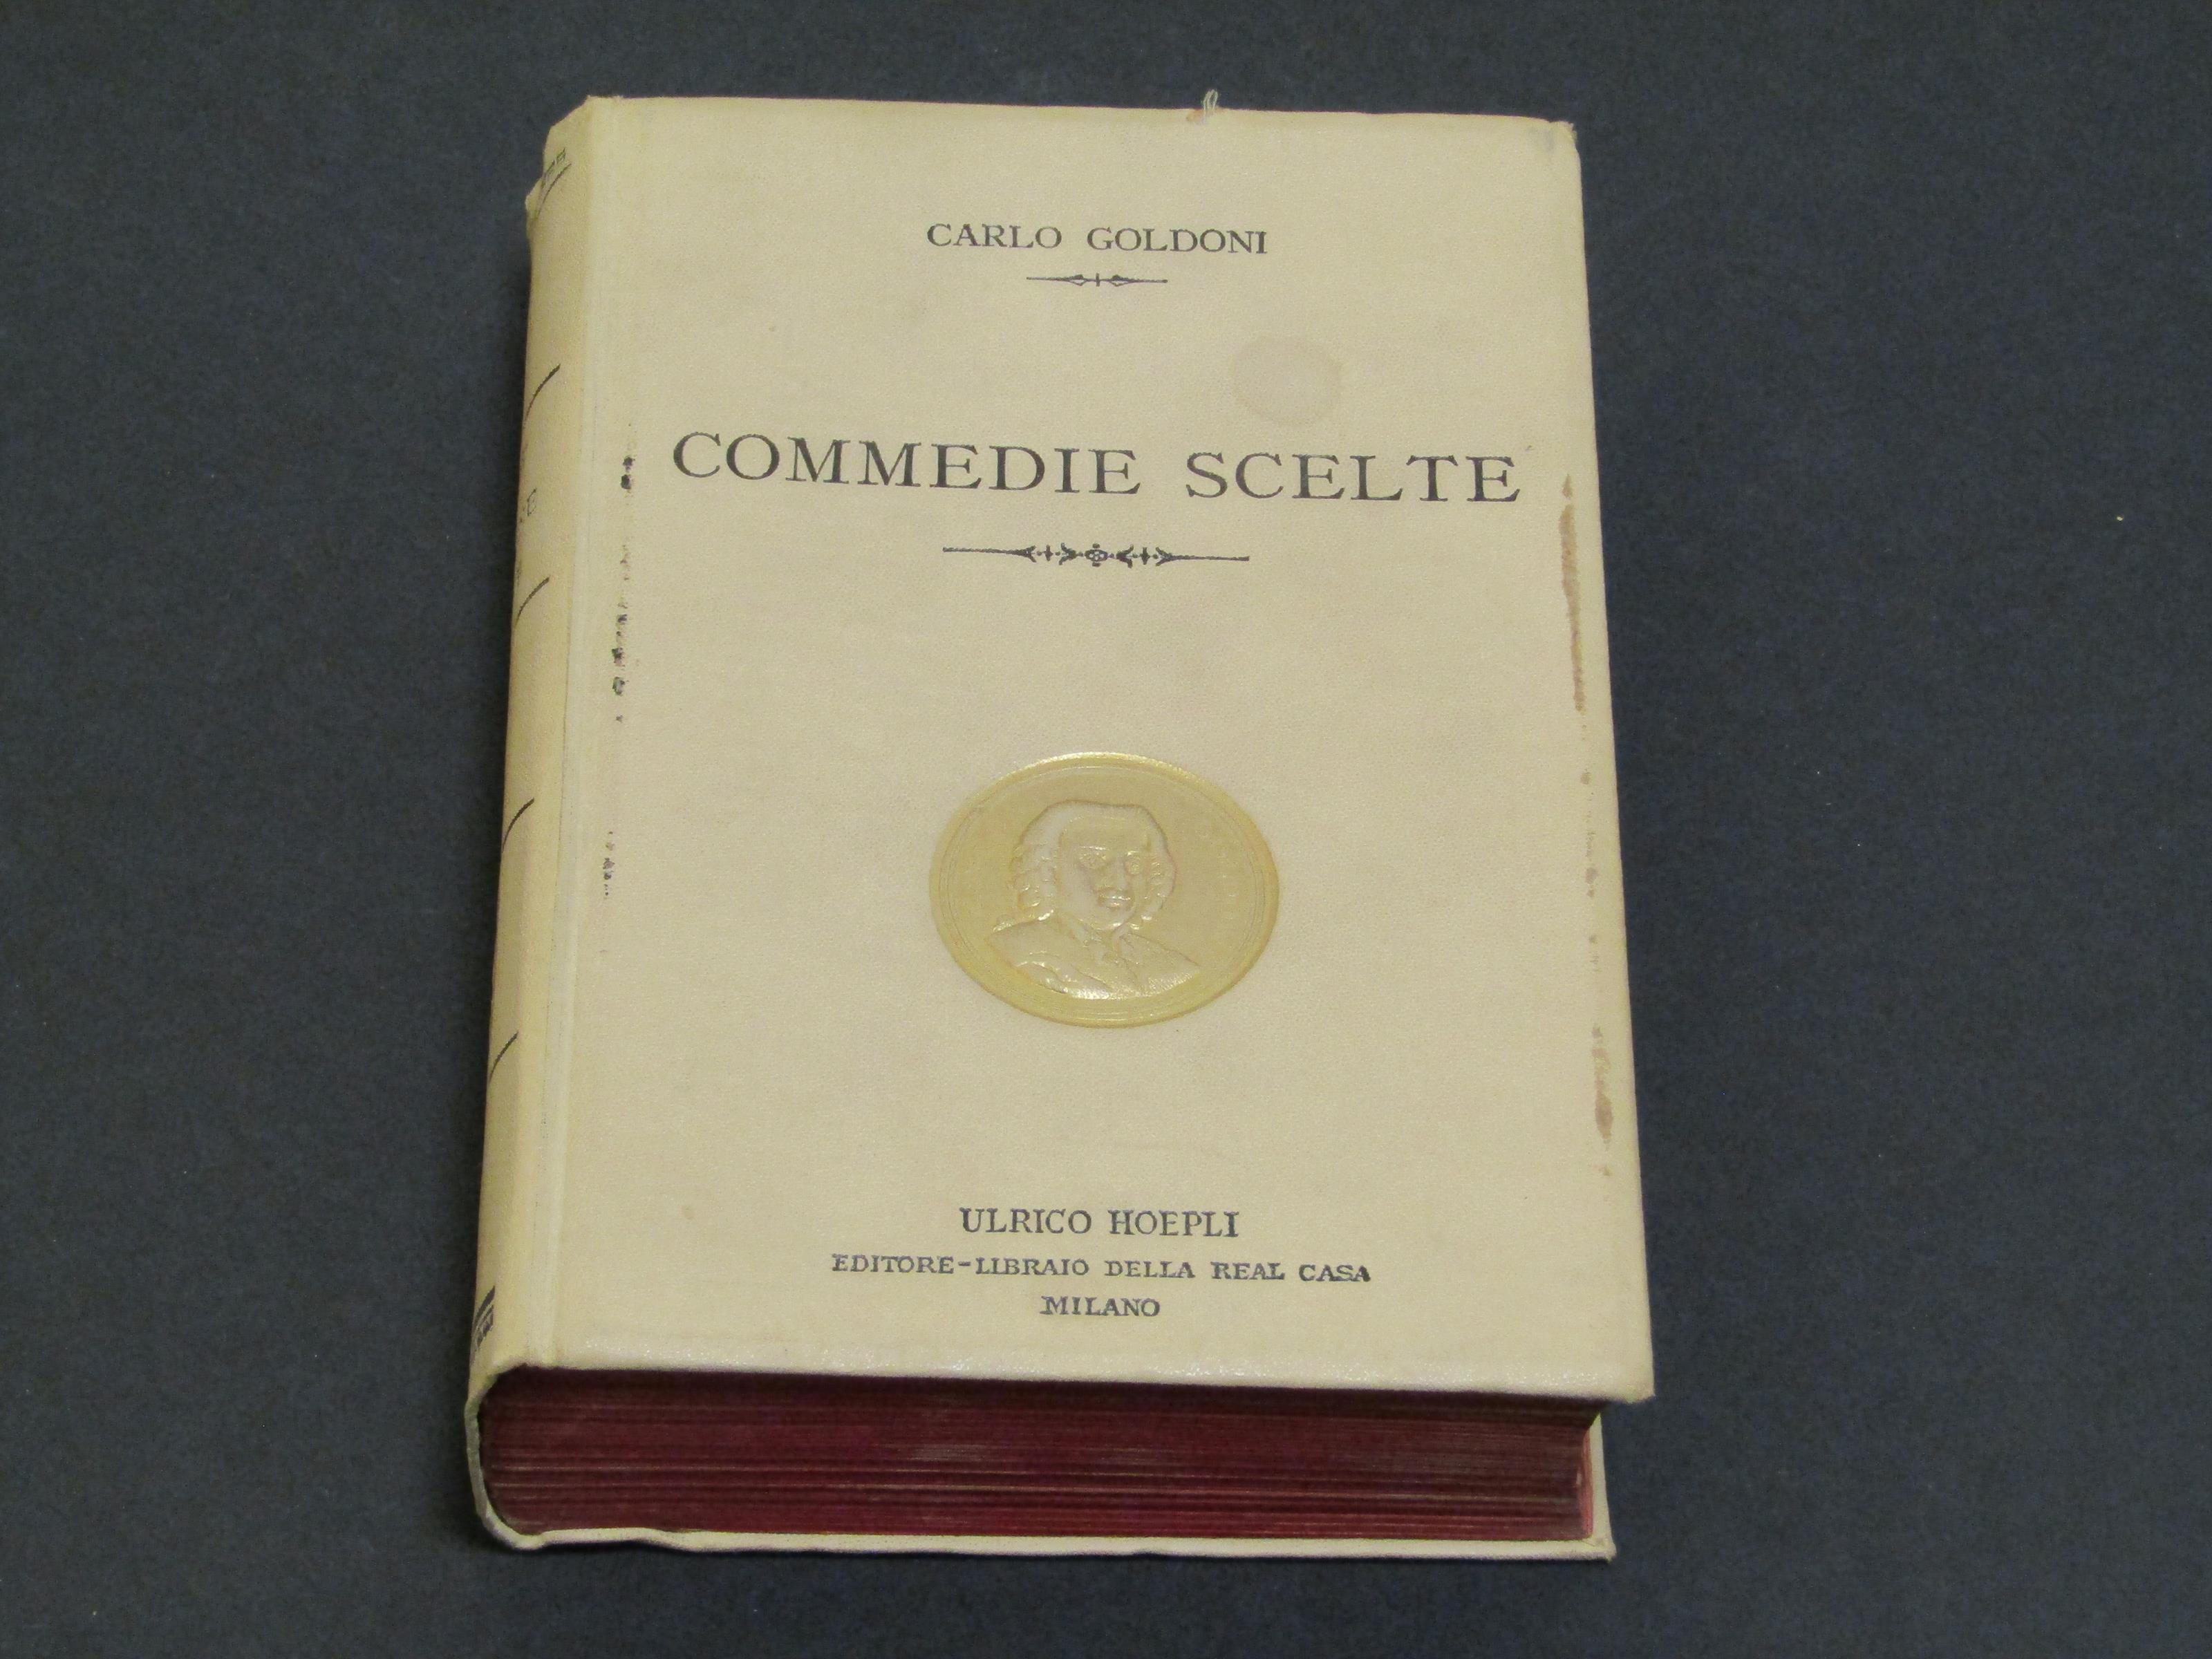 CARLO GOLDONI
COMMEDIE SCELTE
ULRICO HOEPLI
EDITORE-LIBRAIO DELLA REAL CASA
MILANO